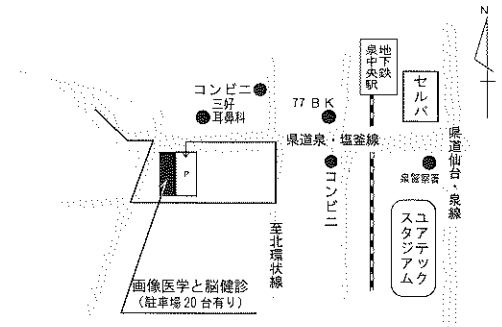 N
地下鉄
泉中央駅
セルバ
コンビニ
三好
耳鼻科
77BK
県道泉・塩釜線
県道仙台・泉線
P
コンビニ
泉警察署
ユアテック
スタジアム
至北環状線
画像医学と脳健診
(駐車場20台有り)